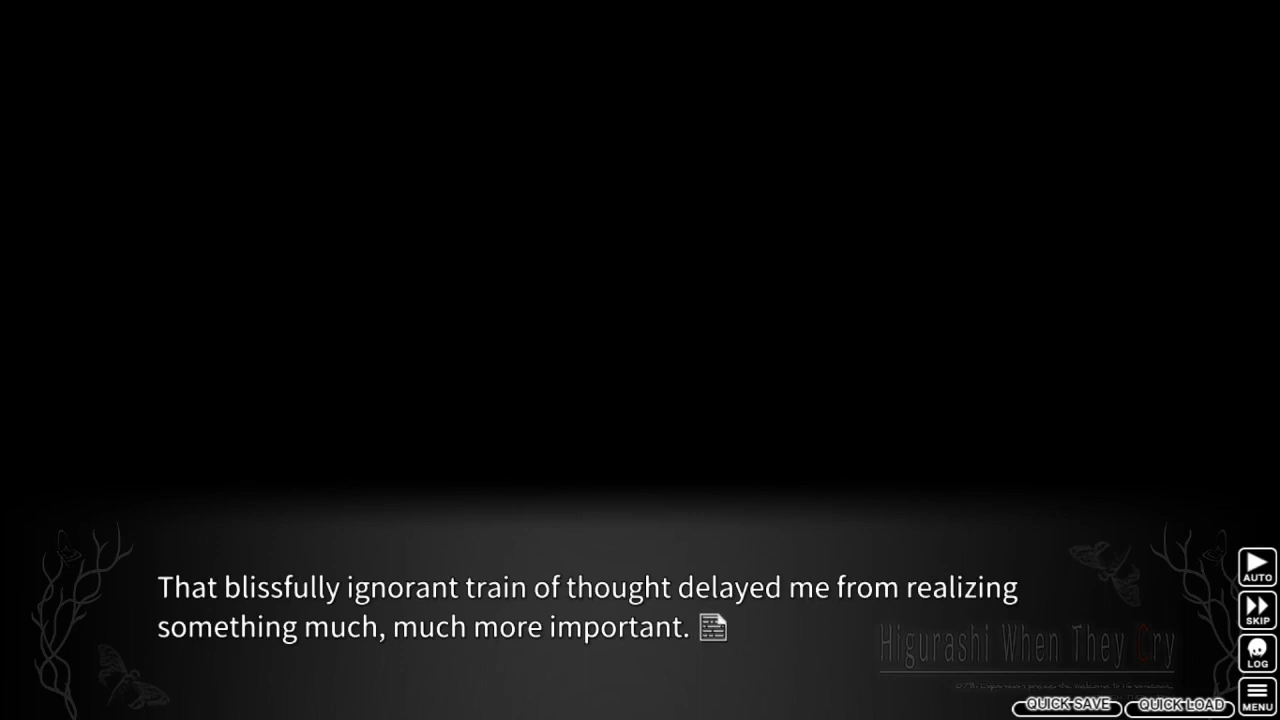 That blissfully ignorant train of thought delayed me from realizing
something much, much more important.
Higurashi When They Cry
AUTO
SKIP
LOG
MENU
QUICK SAVE
QUICK LOAD